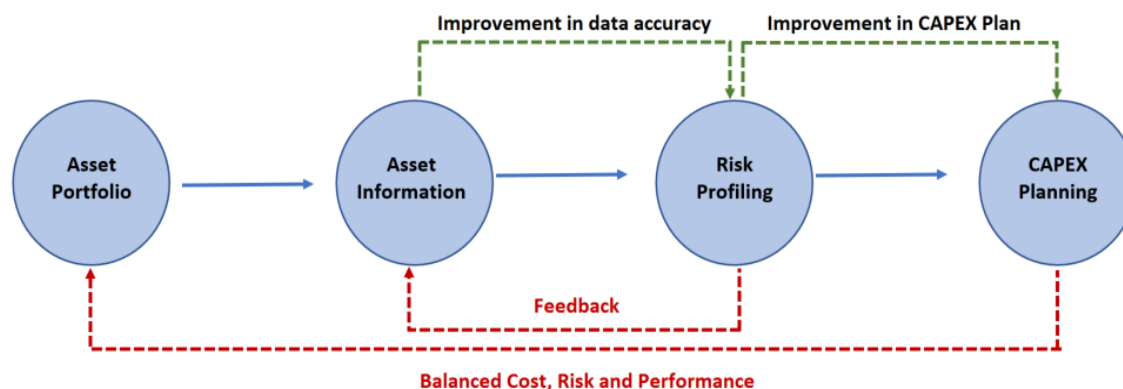 Improvement in data accuracy
Improvement in CAPEX Plan
Asset
Portfolio
Asset
Information
Risk
Profiling
CAPEX
Planning
Feedback
Balanced Cost, Risk and Performance